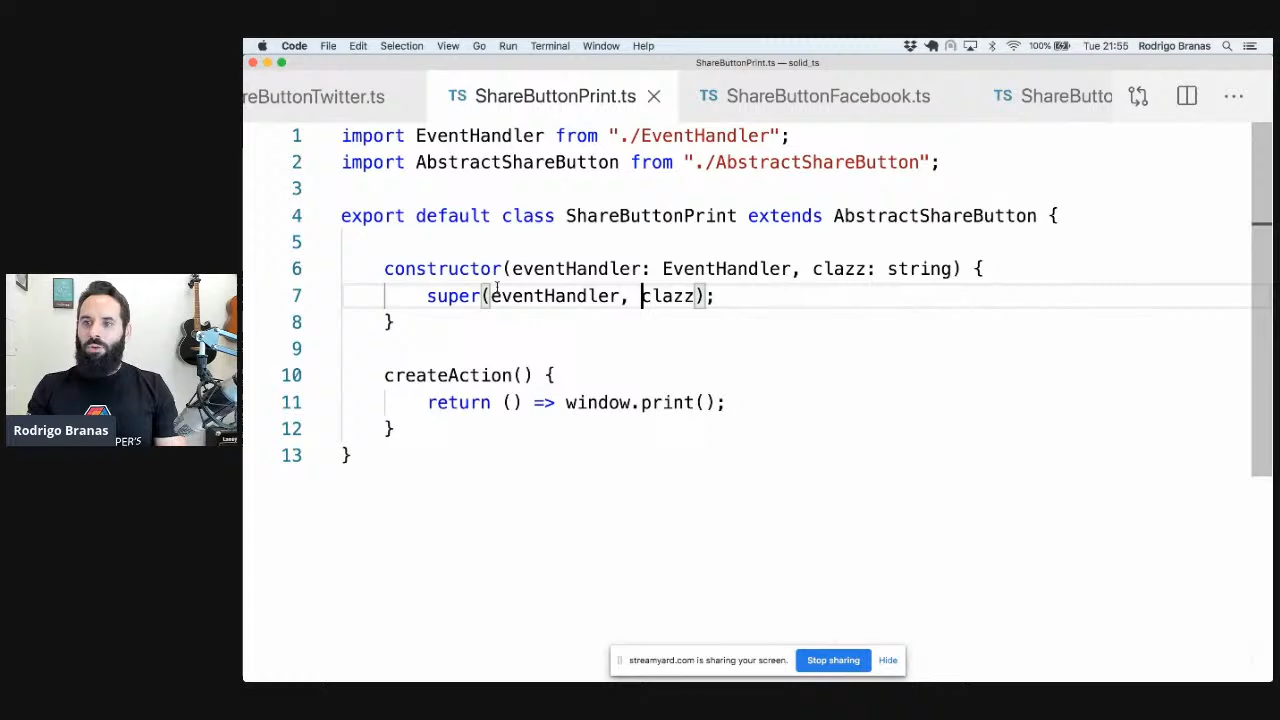 Code File Edit Selection View Go Run Terminal Window Help 100% Tue 21:55 Rodrigo Branas
ShareButtonPrint.ts — solid_ts
reButtonTwitter.ts TS ShareButtonPrint.ts TS ShareButtonFacebook.ts TS ShareButto
1 import EventHandler from "./EventHandler";
2 import AbstractShareButton from "./AbstractShareButton";
3
4 export default class ShareButtonPrint extends AbstractShareButton {
5
6 constructor(eventHandler: EventHandler, clazz: string) {
7 super(eventHandler, clazz);
8 }
9
10 createAction() {
11 return () => window.print();
12 }
13 }
Rodrigo Branas
PER'S
Laney
streamyard.com is sharing your screen. Stop sharing Hide